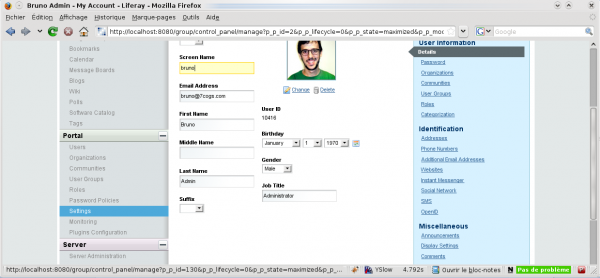 Bruno Admin - My Account - Liferay - Mozilla Firefox
Fichier Édition Affichage Historique Marque-pages Outils Aide
http://localhost:8080/group/control_panel/manage?p_p_id=2&p_p_lifecycle=0&p_p_state=maximized&p_p_moc
Google
Bookmarks
Calendar
Message Boards
Blogs
Wiki
Polls
Software Catalog
Tags
Portal
Users
Organizations
Communities
User Groups
Roles
Password Policies
Settings
Monitoring
Plugins Configuration
Server
Server Administration
Screen Name
bruno
Email Address
bruno@7cogs.com
First Name
Bruno
Middle Name
Last Name
Admin
Suffix
Change Delete
User ID
10416
Birthday
January 1 1970
Gender
Male
Job Title
Administrator
User Information
Details
Password
Organizations
Communities
User Groups
Roles
Categorization
Identification
Addresses
Phone Numbers
Additional Email Addresses
Websites
Instant Messenger
Social Network
SMS
OpenID
Miscellaneous
Announcements
Display Settings
Comments
http://localhost:8080/group/control_panel/manage?p_p_id=130&p_p_lifecycle=0&p_p_state=maximized&p_p_...
YSlow 4.792s Ouvrir le bloc-notes N Pas de problème